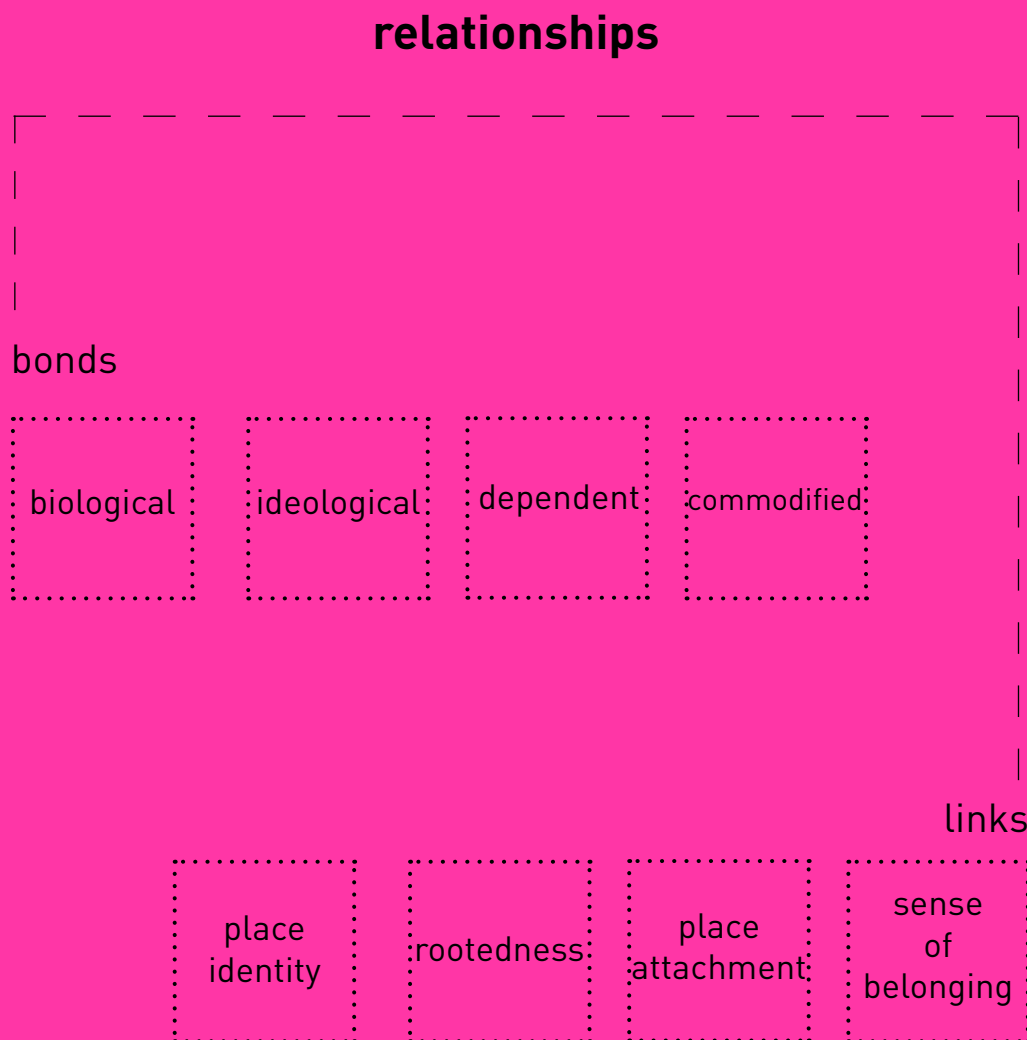 relationships
bonds
biological
ideological
dependent
commodified
links
place
identity
rootedness
place
attachment
sense
of
belonging